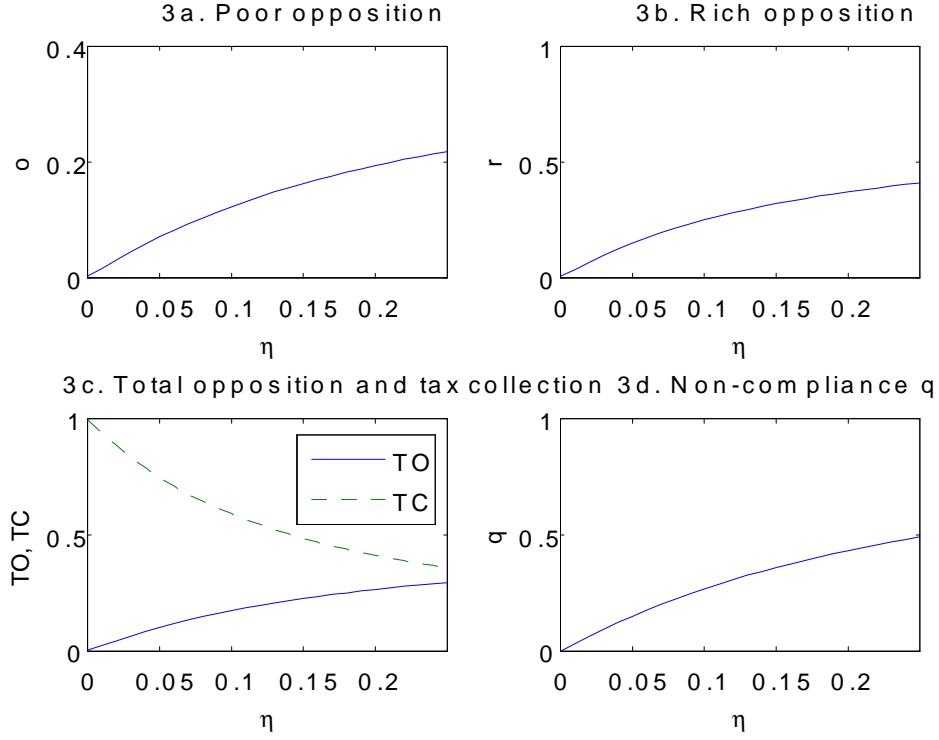 3a. Poor opposition
0.4
0.2
0
o
0 0.05 0.1 0.15 0.2
η
3b. Rich opposition
1
0.5
0
r
0 0.05 0.1 0.15 0.2
η
3c. Total opposition and tax collection
1
0.5
0
TO, TC
TO
TC
0 0.05 0.1 0.15 0.2
η
3d. Non-compliance q
1
0.5
0
q
0 0.05 0.1 0.15 0.2
η